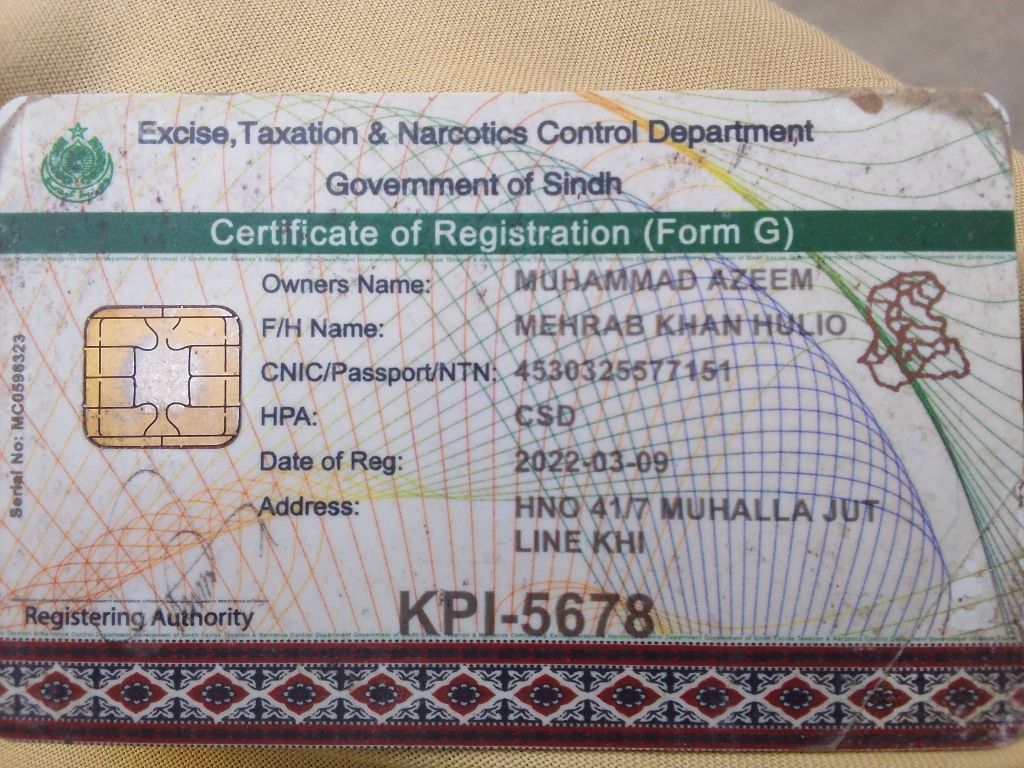 Excise, Taxation & Narcotics Control Department
Government of Sindh
Certificate of Registration (Form G)
Owners Name: MUHAMMAD AZEEM
F/H Name: MEHRAB KHAN HULIO
CNIC/Passport/NTN: 4530325577151
HPA: CSD
Date of Reg: 2022-03-09
Address: HNO 41/7 MUHALLA JUT
LINE KHI
Serial No: MC0596323
Registering Authority
KPI-5678